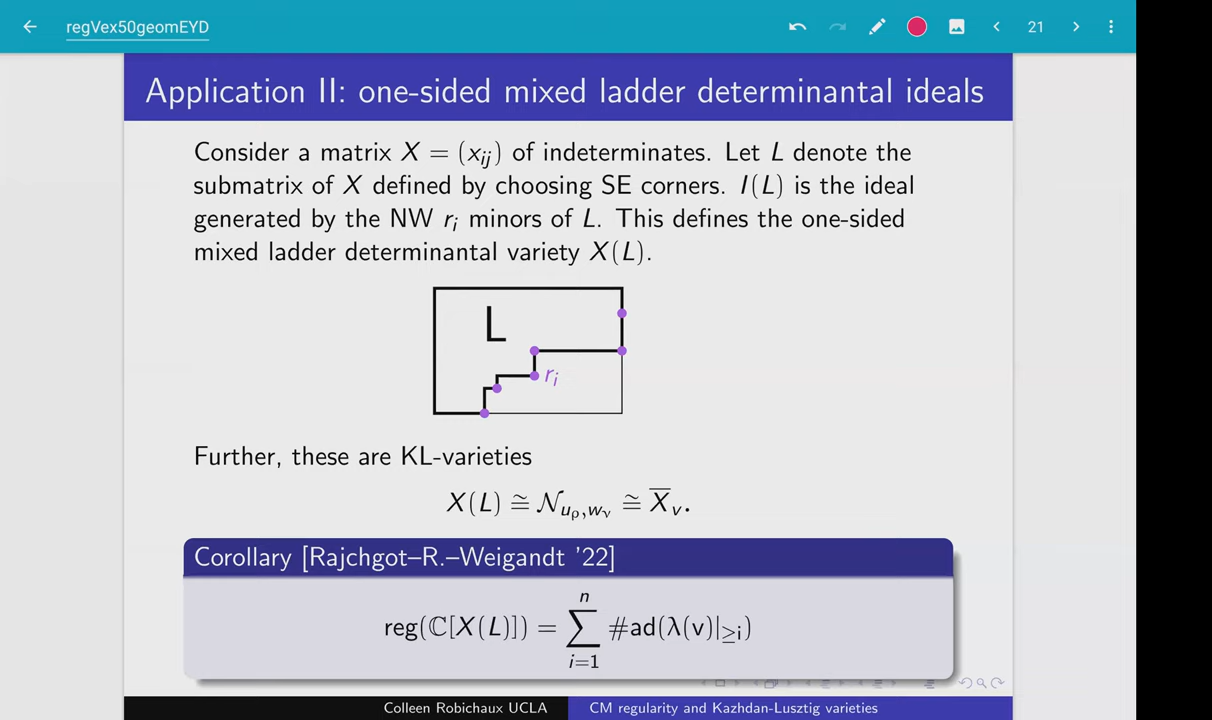 regVex50geomEYD
21
Application II: one-sided mixed ladder determinantal ideals
Consider a matrix X = (x_{ij}) of indeterminates. Let L denote the
submatrix of X defined by choosing SE corners. I(L) is the ideal
generated by the NW r_i minors of L. This defines the one-sided
mixed ladder determinantal variety X(L).
L
r_i
Further, these are KL-varieties
X(L) ≅ 𝒩_{u_ρ,w_ν} ≅ \overline{X}_v.
Corollary [Rajchgot–R.–Weigandt '22]
reg(ℂ[X(L)]) = ∑_{i=1}^{n} #ad(λ(v)|_{≥i})
Colleen Robichaux UCLA
CM regularity and Kazhdan-Lusztig varieties